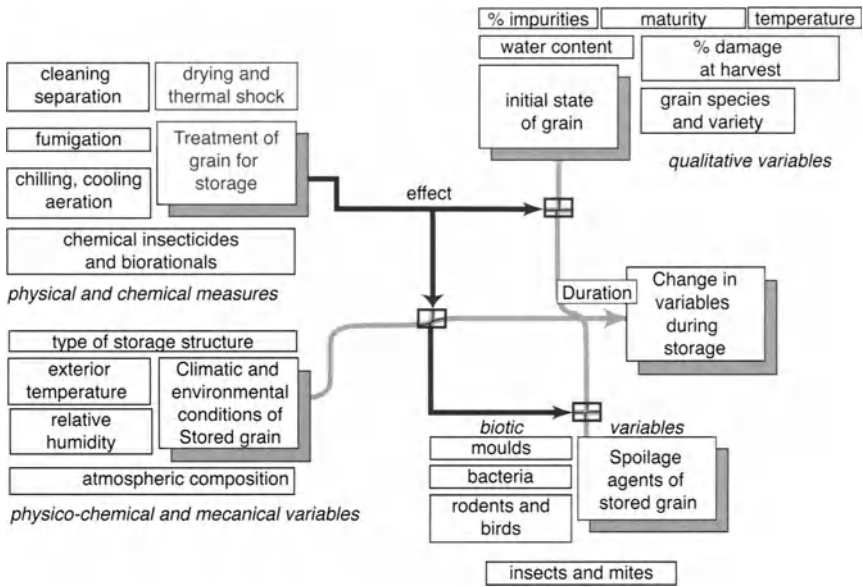 % impurities
maturity
temperature
water content
% damage
at harvest
initial state
of grain
grain species
and variety
qualitative variables
cleaning
separation
drying and
thermal shock
fumigation
Treatment of
grain for
storage
chilling, cooling
aeration
chemical insecticides
and biorationals
physical and chemical measures
effect
Duration
Change in
variables
during
storage
type of storage structure
exterior
temperature
Climatic and
environmental
conditions of
Stored grain
relative
humidity
atmospheric composition
physico-chemical and mecanical variables
biotic
variables
moulds
bacteria
rodents and
birds
Spoilage
agents of
stored grain
insects and mites